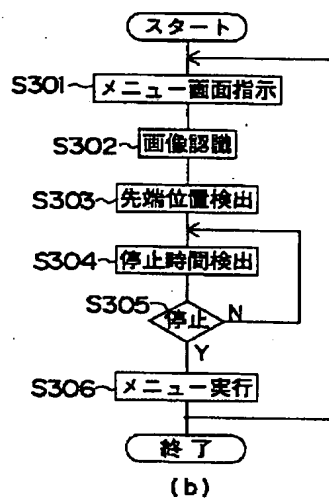 スタート
S301 メニュー画面指示
S302 画像認識
S303 先端位置検出
S304 停止時間検出
S305 停止 N
Y
S306 メニュー実行
終了
(b)